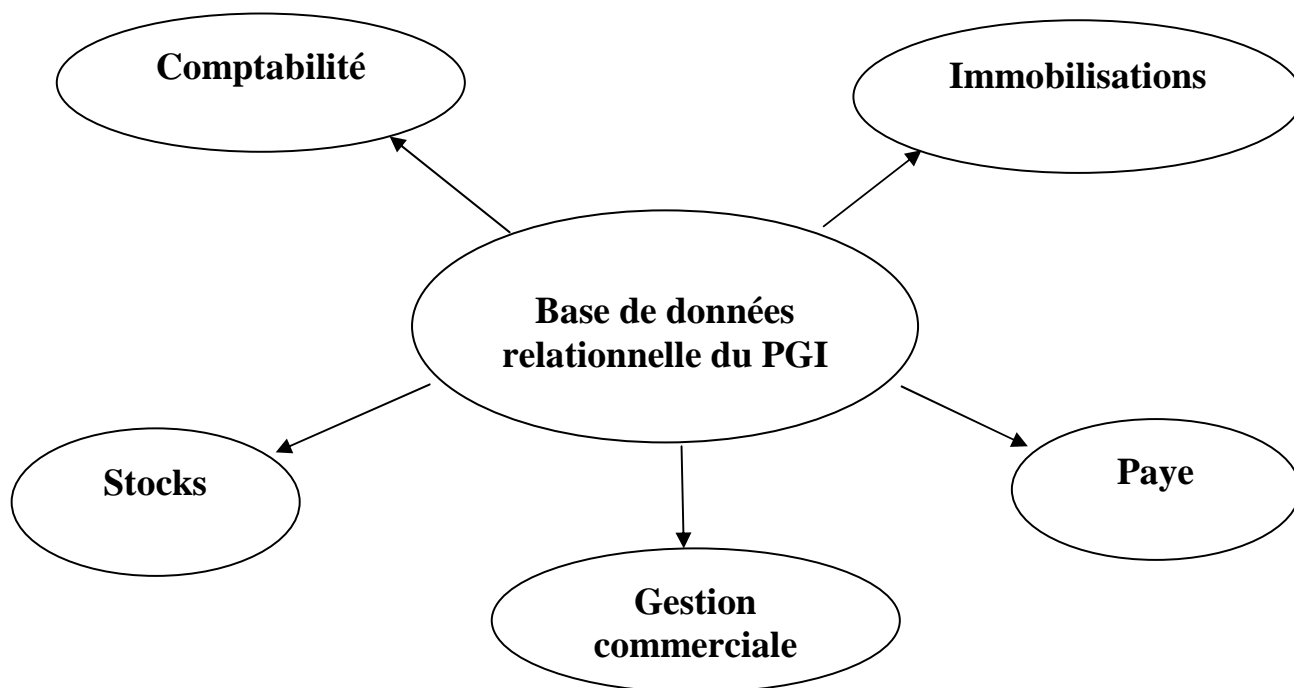 Comptabilité
Immobilisations
Base de données
relationnelle du PGI
Stocks
Paye
Gestion
commerciale